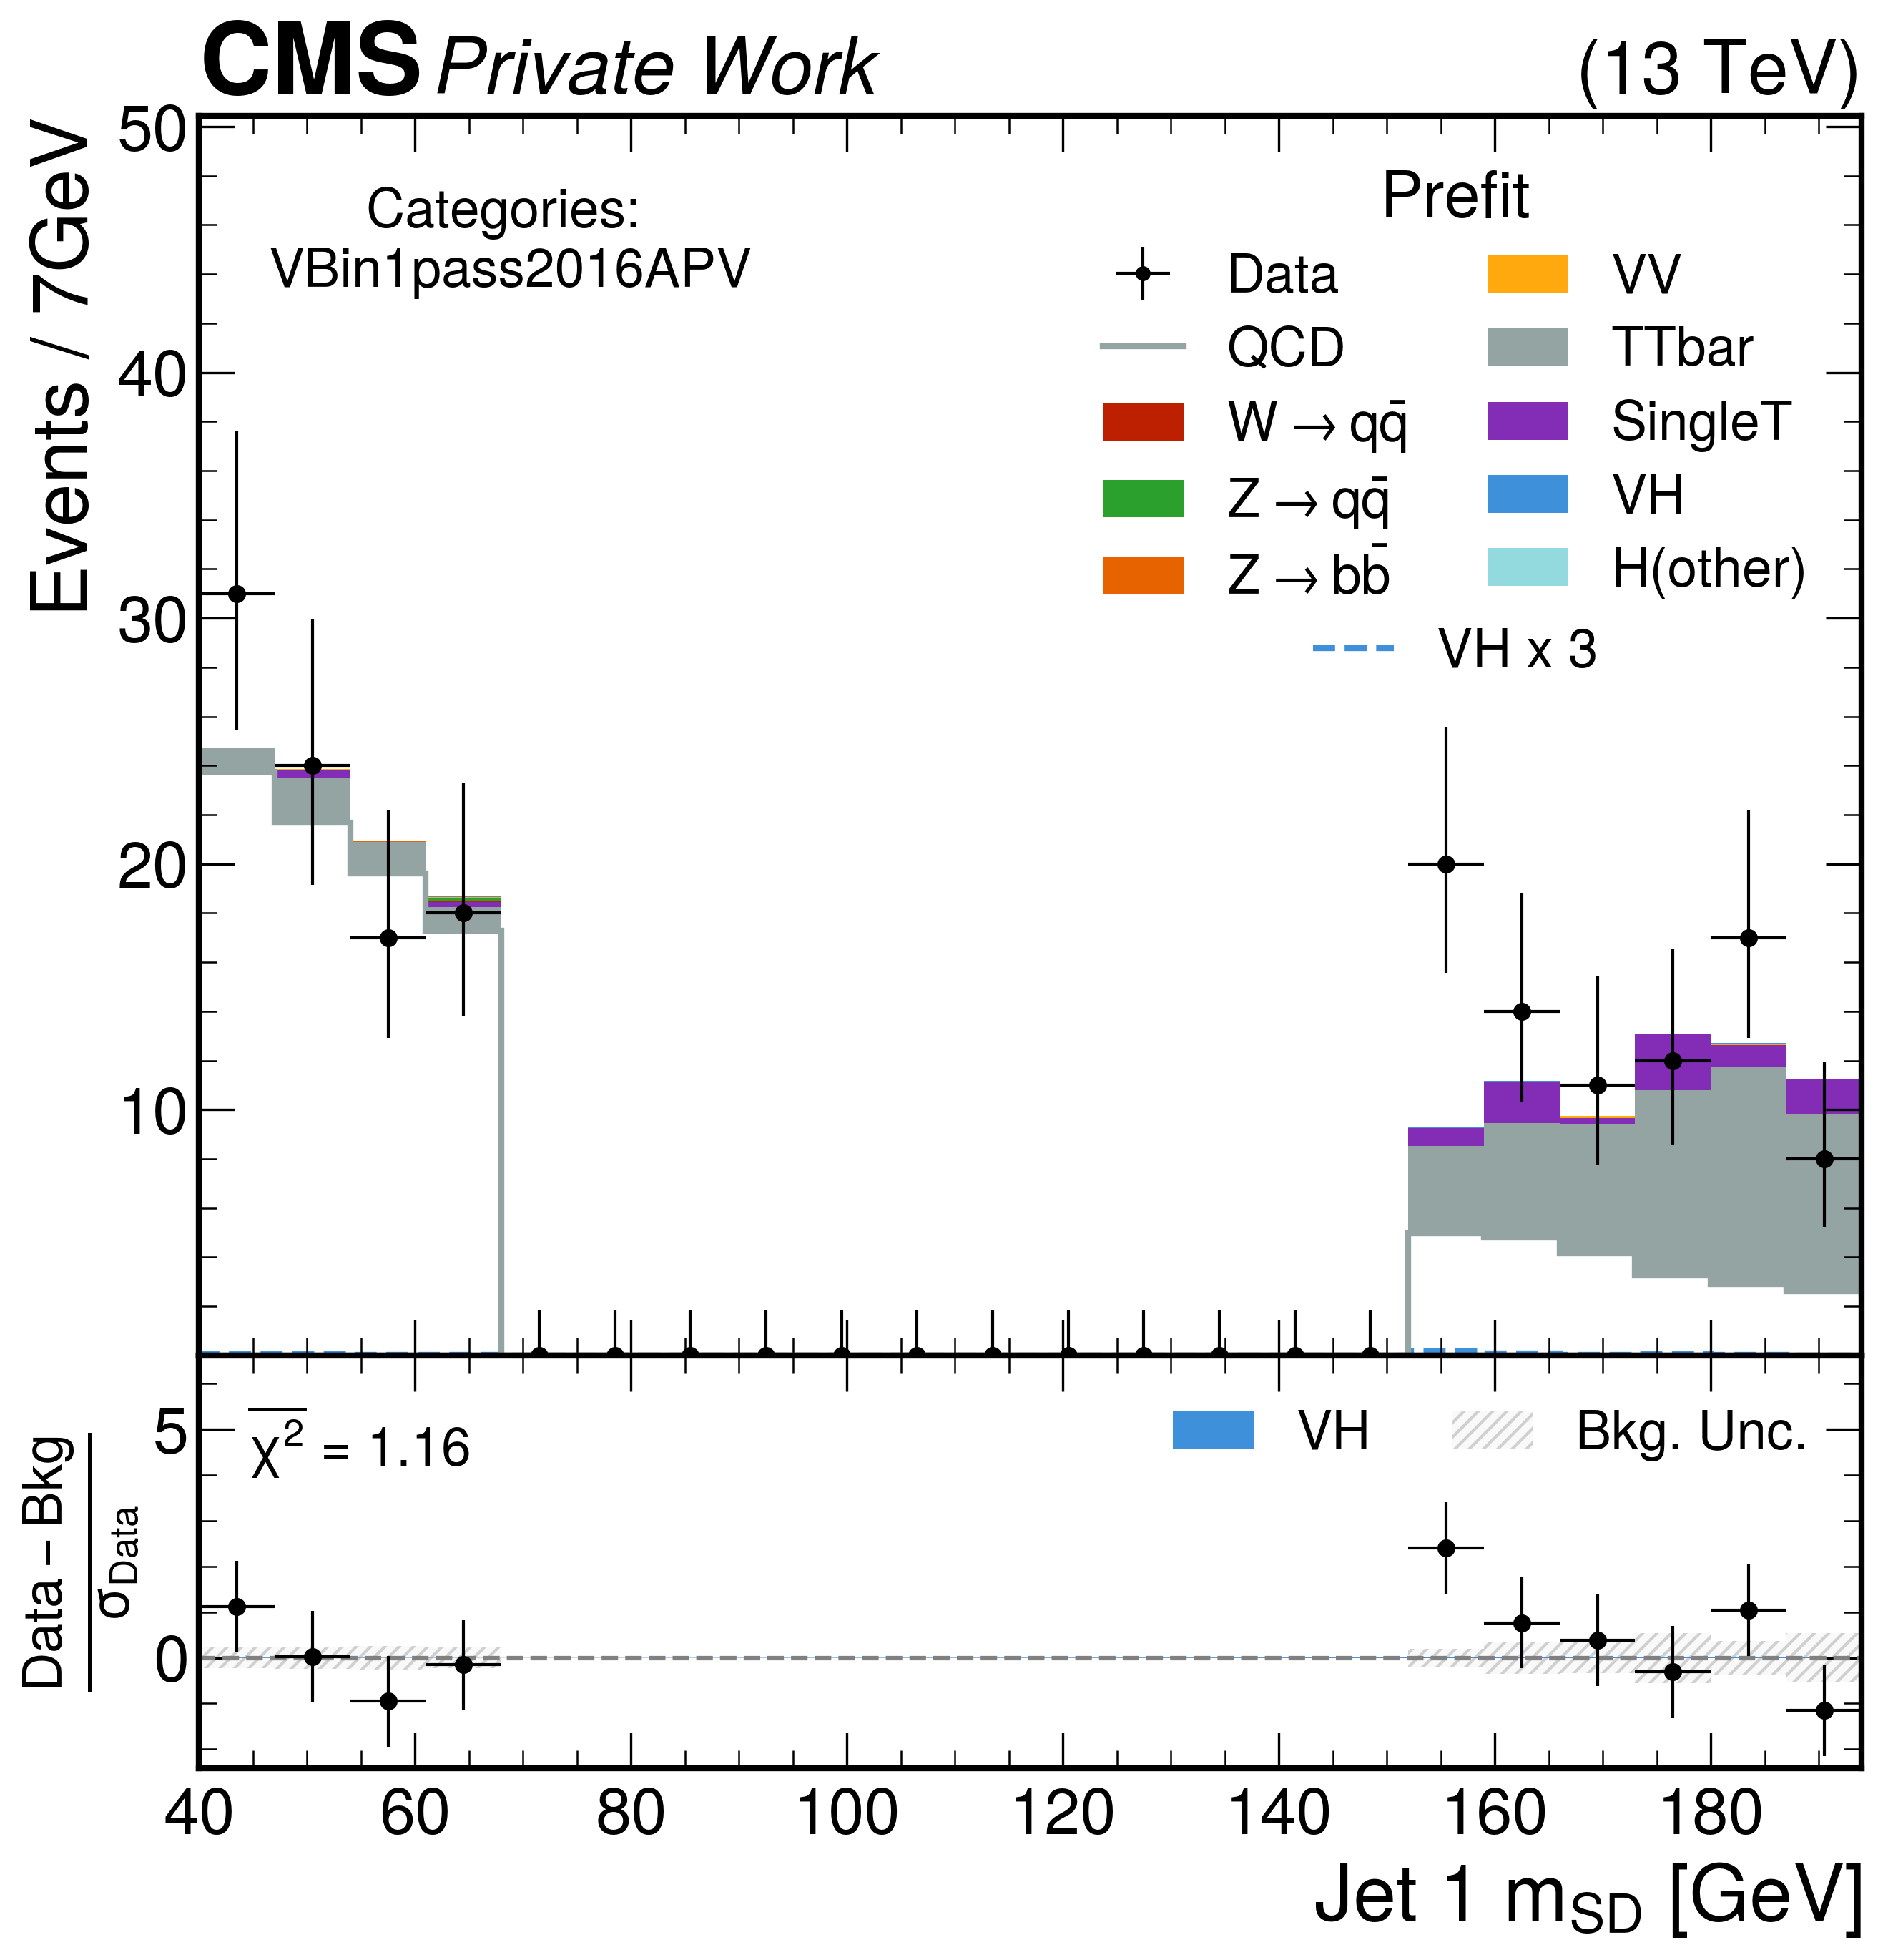 CMS Private Work (13 TeV)
Events / 7GeV
50
40
30
20
10
Categories:
VBin1pass2016APV
Prefit
Data
QCD
W → qq̄
Z → qq̄
Z → bb̄
VV
TTbar
SingleT
VH
H(other)
VH x 3
Data − Bkg
σData
5
0
χ² = 1.16
VH
Bkg. Unc.
40 60 80 100 120 140 160 180
Jet 1 mSD [GeV]